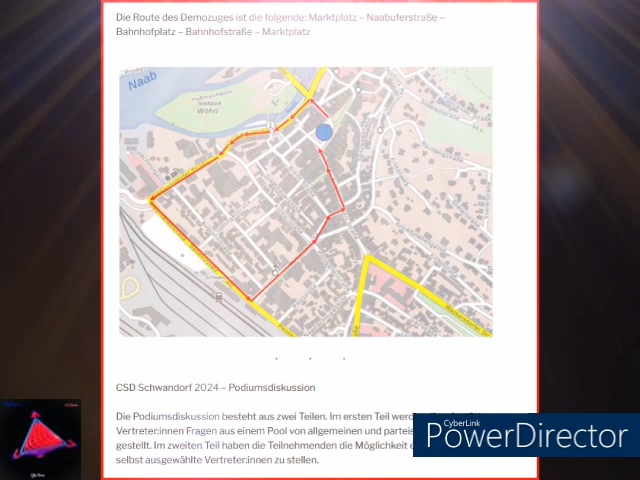 Die Route des Demozuges ist die folgende: Marktplatz – Naabuferstraße –
Bahnhofplatz – Bahnhofstraße – Marktplatz
Naab
Stadtpark
Wöhrl
CSD Schwandorf 2024 – Podiumsdiskussion
Die Podiumsdiskussion besteht aus zwei Teilen. Im ersten Teil
Vertreter:innen Fragen aus einem Pool von allgemeinen und
gestellt. Im zweiten Teil haben die Teilnehmenden die Möglichkeit
selbst ausgewählte Vertreter:innen zu stellen.
CyberLink
PowerDirector